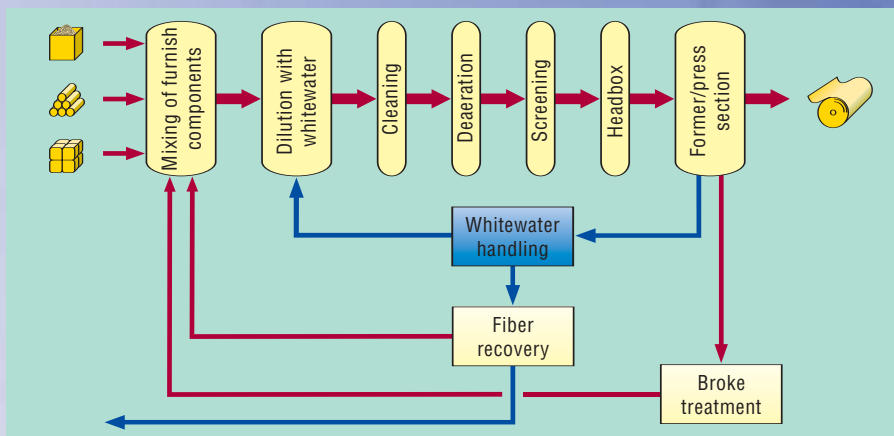 Mixing of furnish
components
Dilution with
whitewater
Cleaning
Deaeration
Screening
Headbox
Former/press
section
Whitewater
handling
Fiber
recovery
Broke
treatment